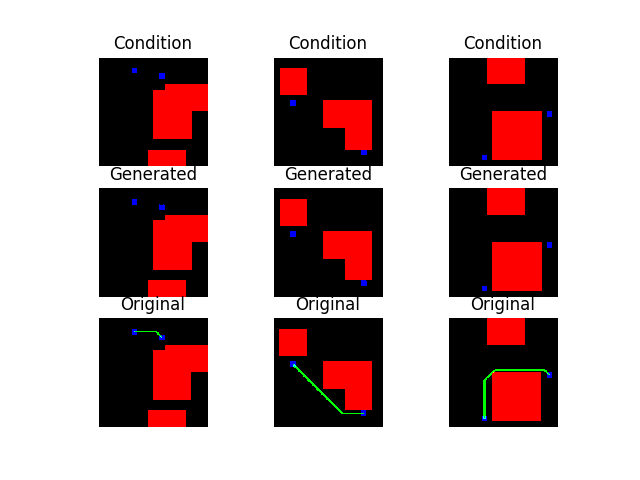 Condition Condition Condition
Generated Generated Generated
Original Original Original